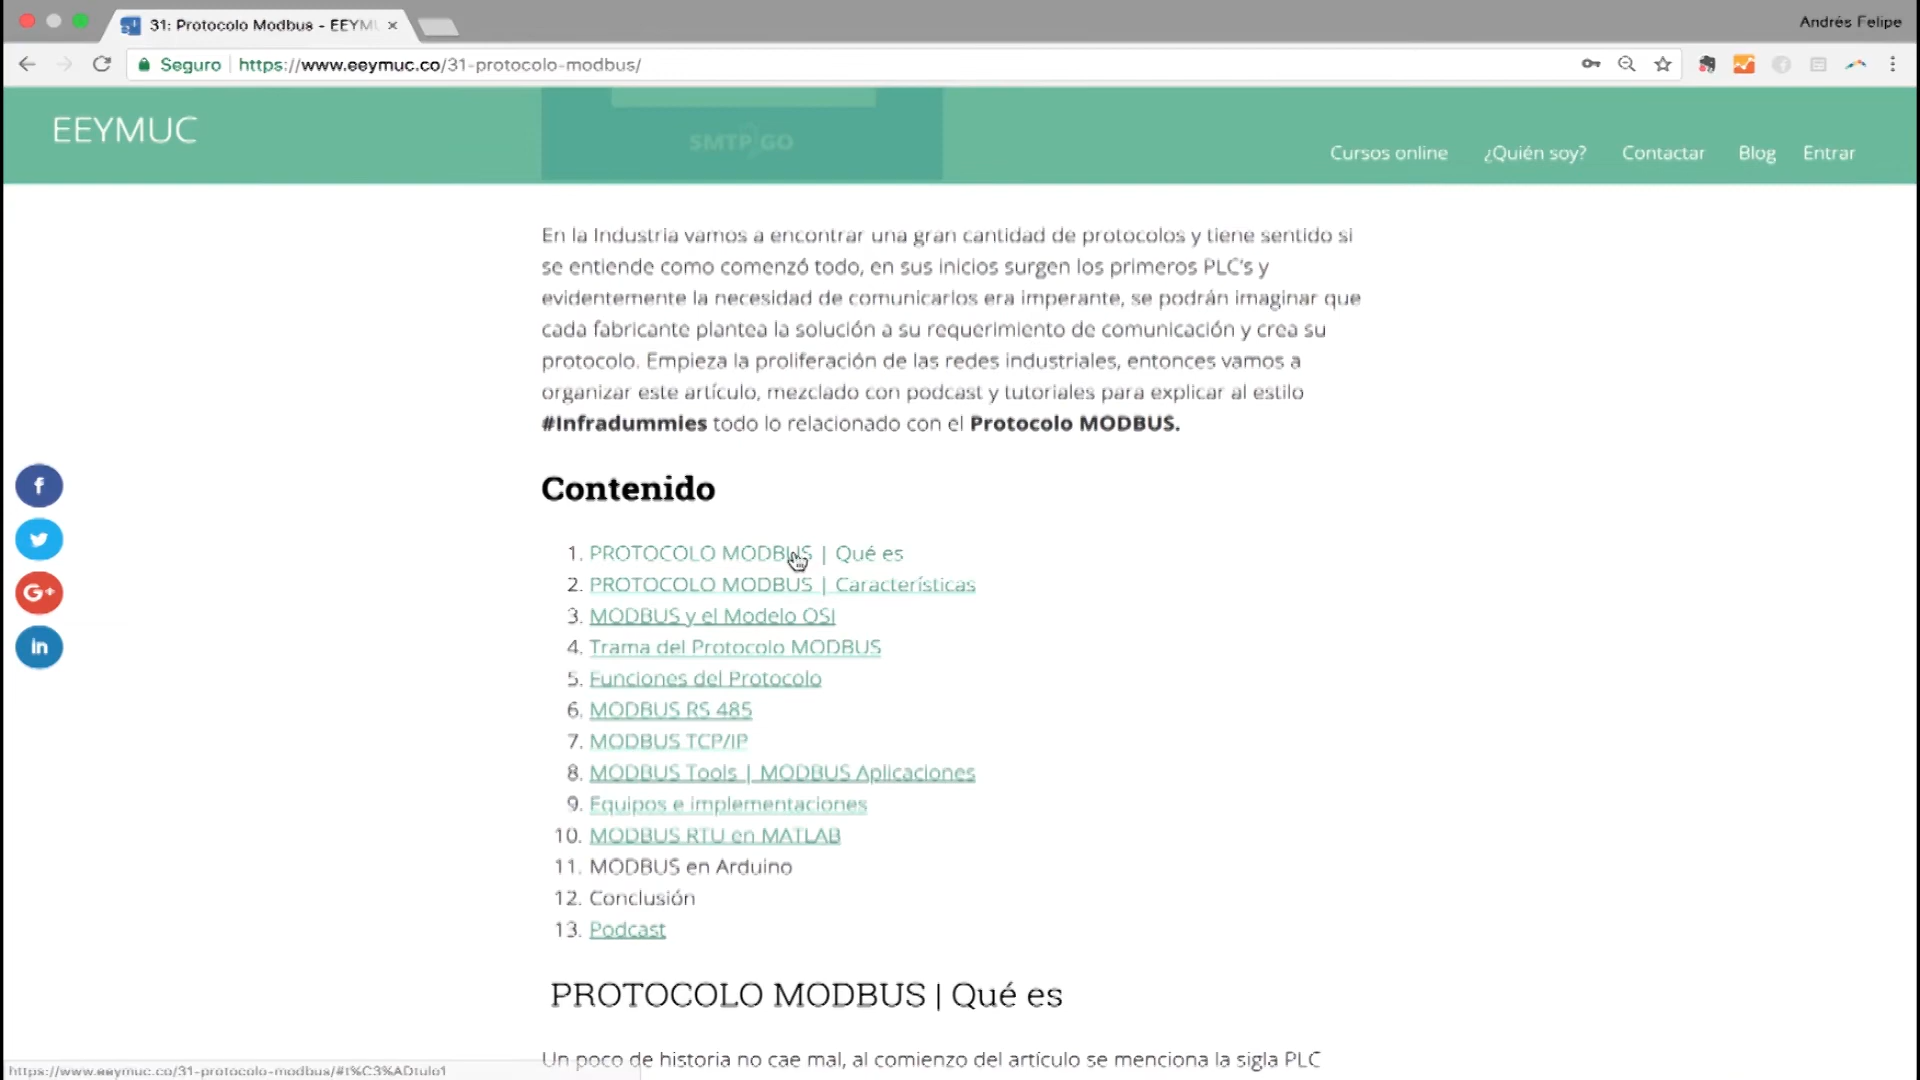 31: Protocolo Modbus - EEYMU
Andrés Felipe
Seguro
https://www.eeymuc.co/31-protocolo-modbus/
EEYMUC
SMTP2GO
Cursos online
¿Quién soy?
Contactar
Blog
Entrar
En la Industria vamos a encontrar una gran cantidad de protocolos y tiene sentido si
se entiende como comenzó todo, en sus inicios surgen los primeros PLC's y
evidentemente la necesidad de comunicarlos era imperante, se podrán imaginar que
cada fabricante plantea la solución a su requerimiento de comunicación y crea su
protocolo. Empieza la proliferación de las redes industriales, entonces vamos a
organizar este artículo, mezclado con podcast y tutoriales para explicar al estilo
#Infradummies todo lo relacionado con el Protocolo MODBUS.
Contenido
1. PROTOCOLO MODBUS | Qué es
2. PROTOCOLO MODBUS | Características
3. MODBUS y el Modelo OSI
4. Trama del Protocolo MODBUS
5. Funciones del Protocolo
6. MODBUS RS 485
7. MODBUS TCP/IP
8. MODBUS Tools | MODBUS Aplicaciones
9. Equipos e implementaciones
10. MODBUS RTU en MATLAB
11. MODBUS en Arduino
12. Conclusión
13. Podcast
PROTOCOLO MODBUS | Qué es
Un poco de historia no cae mal, al comienzo del artículo se menciona la sigla PLC
https://www.eeymuc.co/31-protocolo-modbus/#t%C3%ADtulo1